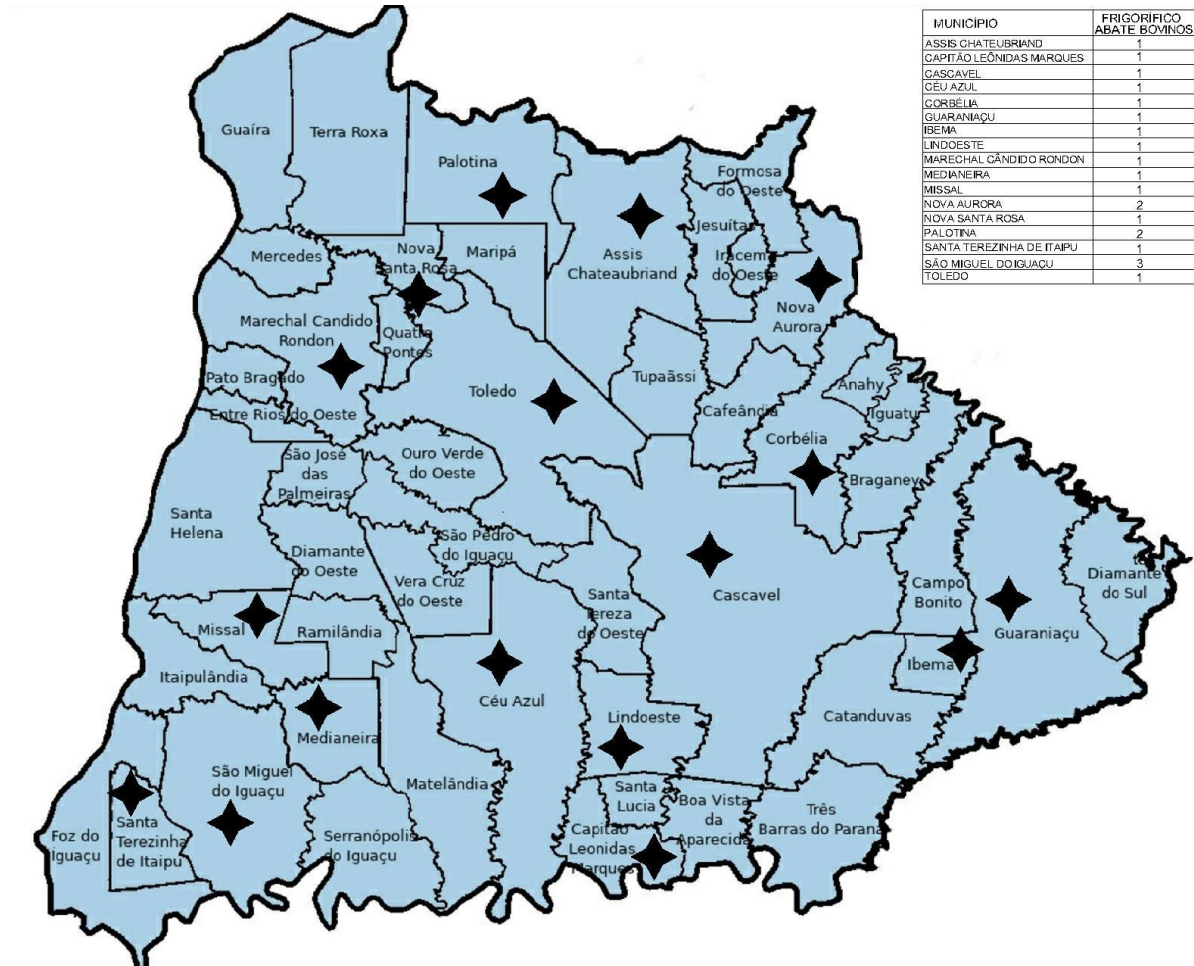 MUNICÍPIO FRIGORÍFICO
ABATE BOVINOS
ASSIS CHATEUBRIAND 1
CAPITÃO LEÔNIDAS MARQUES 1
CASCAVEL 1
CÉU AZUL 1
CORBÉLIA 1
GUARANIAÇU 1
IBEMA 1
LINDOESTE 1
MARECHAL CÂNDIDO RONDON 1
MEDIANEIRA 1
MISSAL 1
NOVA AURORA 2
NOVA SANTA ROSA 1
PALOTINA 2
SANTA TEREZINHA DE ITAIPU 1
SÃO MIGUEL DO IGUAÇU 3
TOLEDO 1
Guaíra
Terra Roxa
Palotina
Formosa
do Oeste
Jesuítas
Iracema
do Oeste
Assis
Chateaubriand
Nova
Santa Rosa
Maripá
Mercedes
Nova
Aurora
Marechal Candido
Rondon
Quatro
Pontes
Pato Bragado
Entre Rios do Oeste
Toledo
Tupaãssi
Cafeândia
Anahy
Iguatu
Corbélia
Braganey
São José
das
Palmeiras
Ouro Verde
do Oeste
Santa
Helena
Diamante
do Oeste
São Pedro
do Iguaçu
Vera Cruz
do Oeste
Santa
Tereza
do Oeste
Cascavel
Campo
Bonito
Diamante
do Sul
Guaraniaçu
Ibema
Missal
Ramilândia
Itaipulândia
Céu Azul
Lindoeste
Catanduvas
Medianeira
São Miguel
do Iguaçu
Matelândia
Santa
Lucia
Boa Vista
da
Aparecida
Três
Barras do Paraná
Foz do
Iguaçu
Santa
Terezinha
de Itaipu
Serranópolis
do Iguaçu
Capitão
Leonidas
Marques